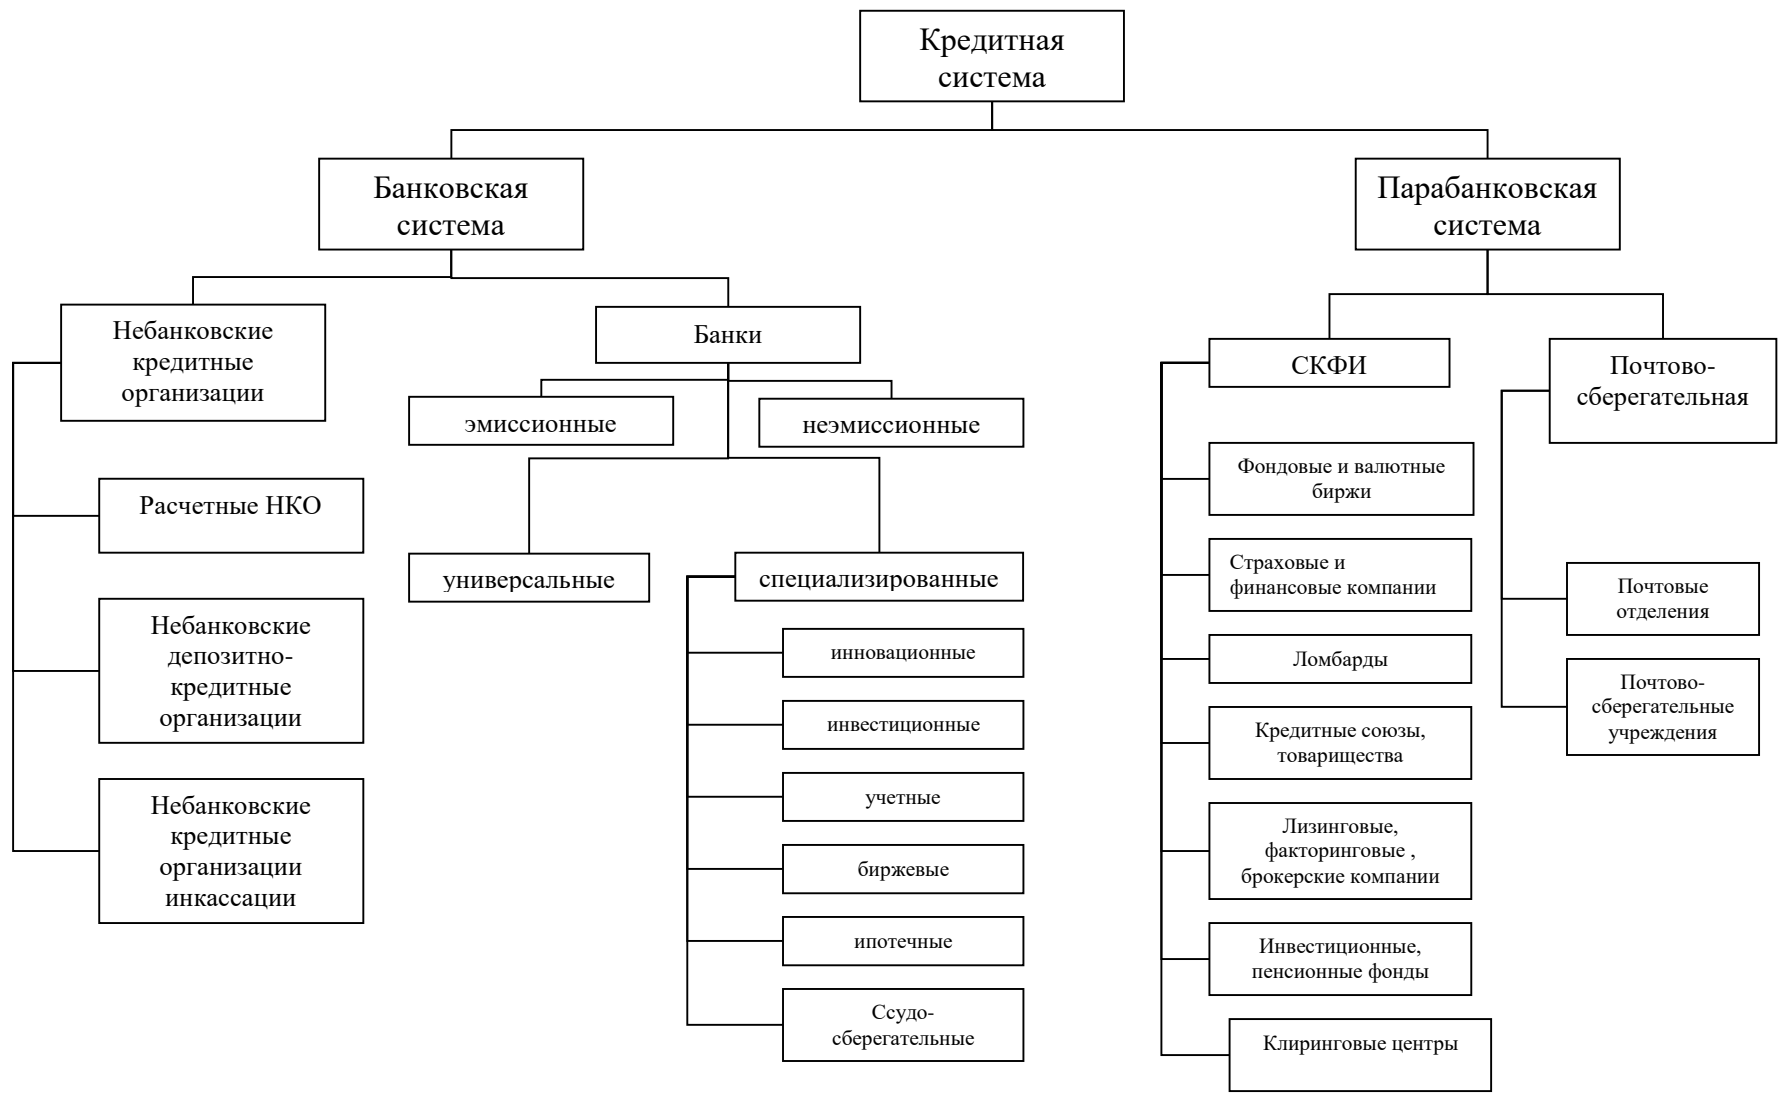 Кредитная
система
Банковская
система
Парабанковская
система
Небанковские
кредитные
организации
Банки
СКФИ
Почтово-
сберегательная
эмиссионные
неэмиссионные
Расчетные НКО
Небанковские
депозитно-
кредитные
организации
Небанковские
кредитные
организации
инкассации
универсальные
специализированные
инновационные
инвестиционные
учетные
биржевые
ипотечные
Ссудо-
сберегательные
Фондовые и валютные
биржи
Страховые и
финансовые компании
Ломбарды
Кредитные союзы,
товарищества
Лизинговые,
факторинговые ,
брокерские компании
Инвестиционные,
пенсионные фонды
Клиринговые центры
Почтовые
отделения
Почтово-
сберегательные
учреждения